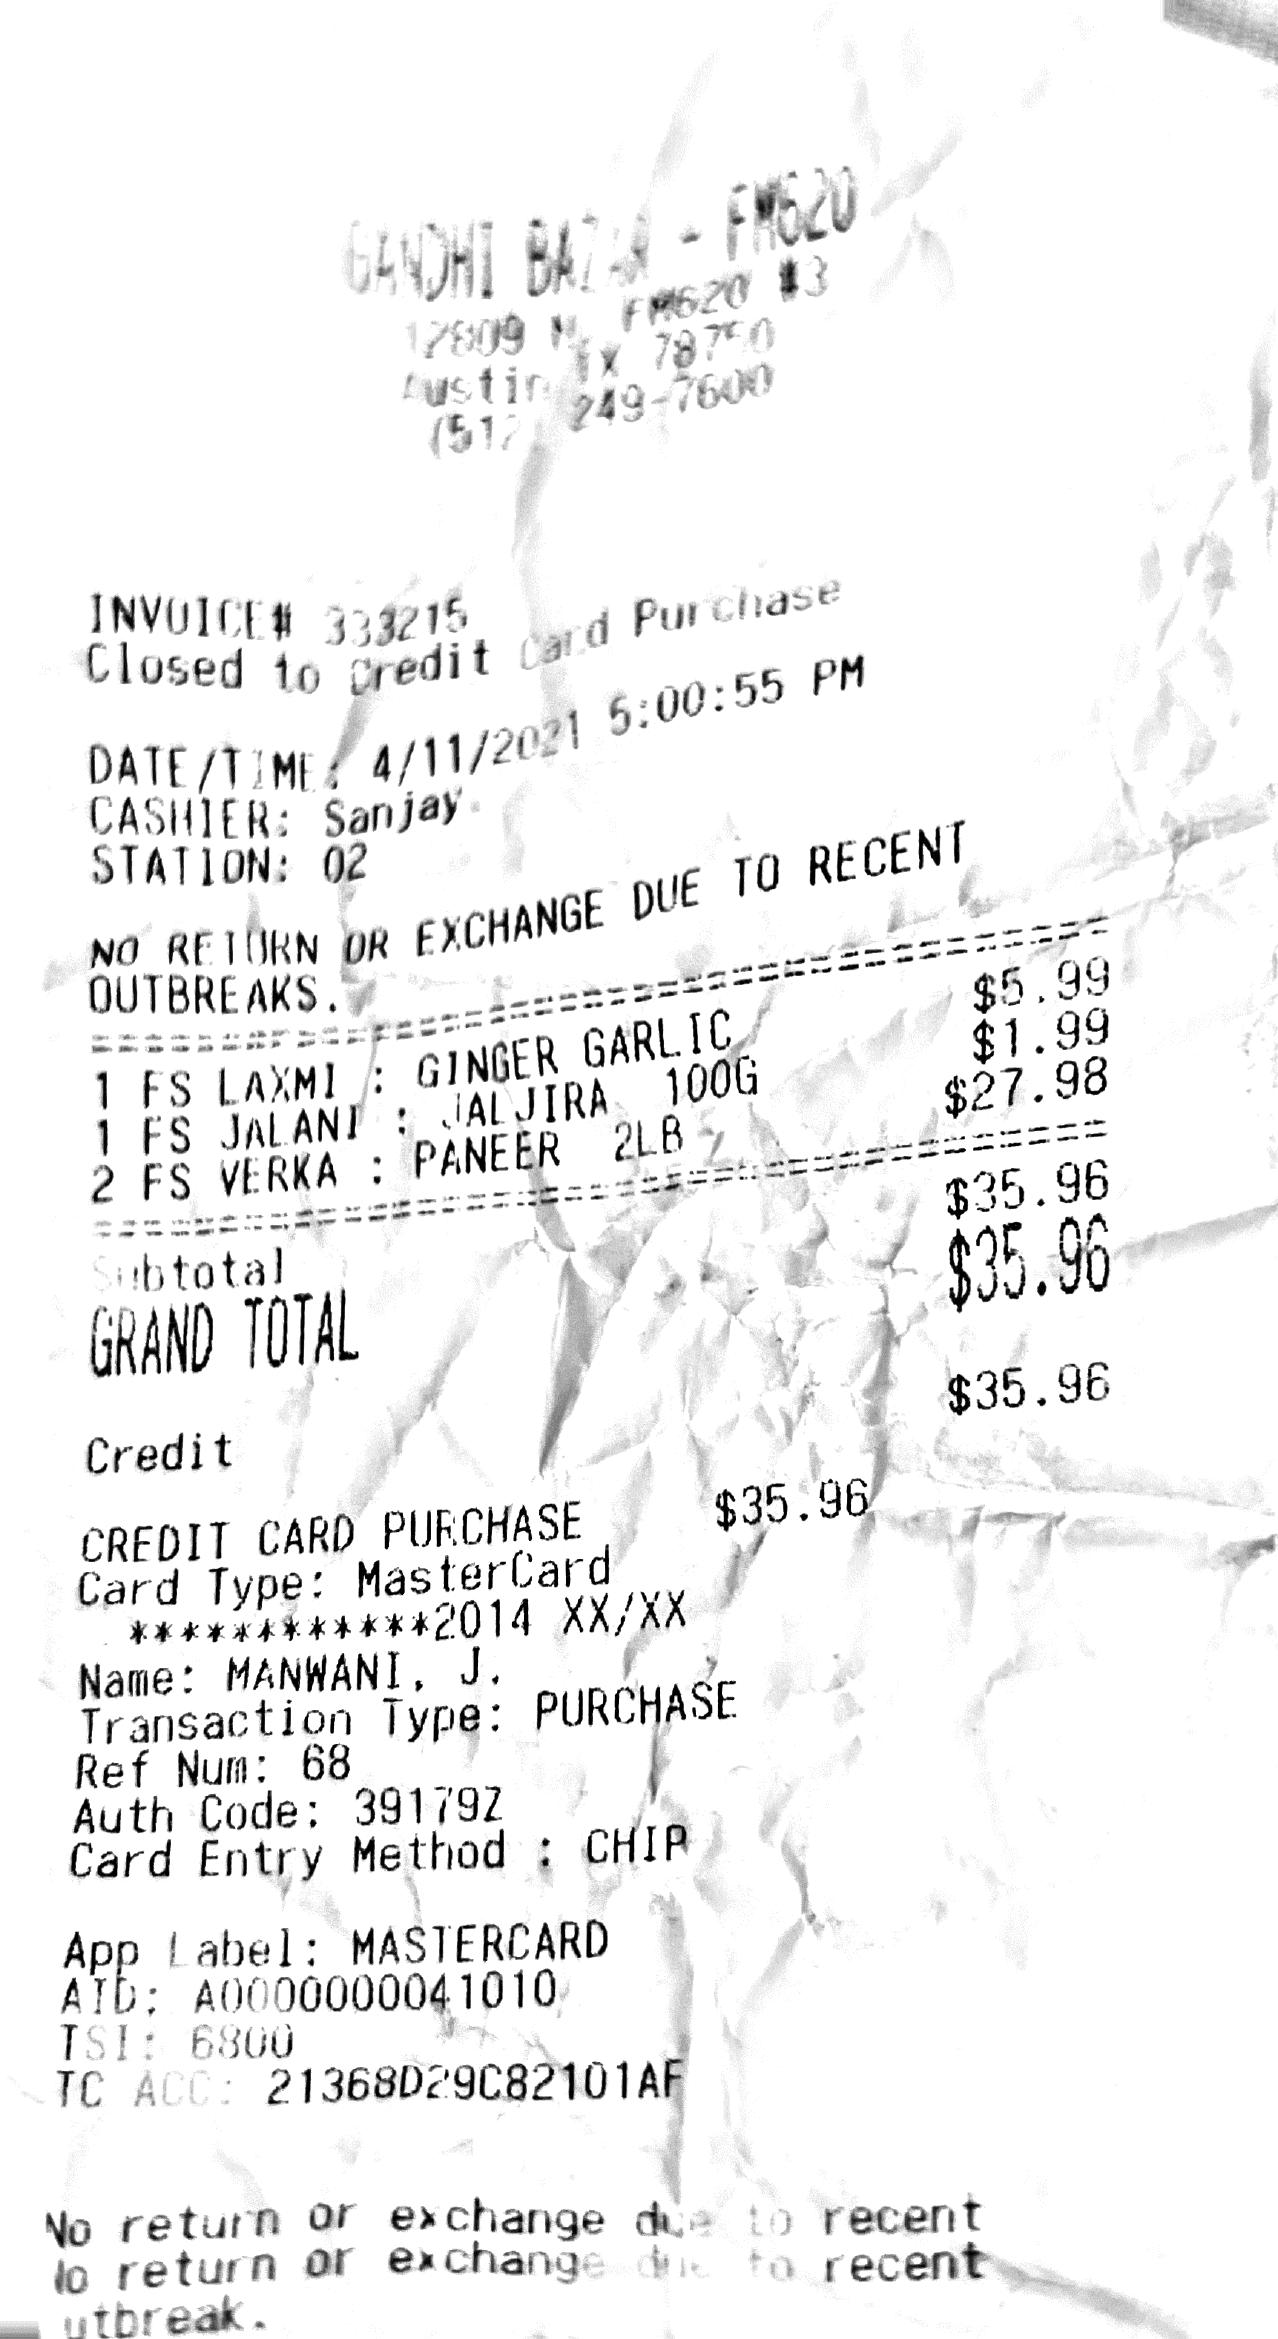 GANDHI BAZAR - FM620
12809 N. FM620 #3
Austin Tx 78750
(512) 249-7600
INVOICE# 333215
Closed to Credit Card Purchase
DATE/TIME: 4/11/2021 5:00:55 PM
CASHIER: Sanjay
STATION: 02
NO RETURN OR EXCHANGE DUE TO RECENT
OUTBREAKS.
========================================
1 FS LAXMI : GINGER GARLIC $5.99
1 FS JALANI : JALJIRA 100G $1.99
2 FS VERKA : PANEER 2LB $27.98
========================================
Subtotal $35.96
GRAND TOTAL $35.96
Credit $35.96
CREDIT CARD PURCHASE $35.96
Card Type: MasterCard
************2014 XX/XX
Name: MANWANI, J.
Transaction Type: PURCHASE
Ref Num: 68
Auth Code: 39179Z
Card Entry Method : CHIP
App Label: MASTERCARD
AID: A0000000041010
TSI: 6800
TC ACC: 21368D29C82101AF
No return or exchange due to recent
No return or exchange due to recent
utbreak.